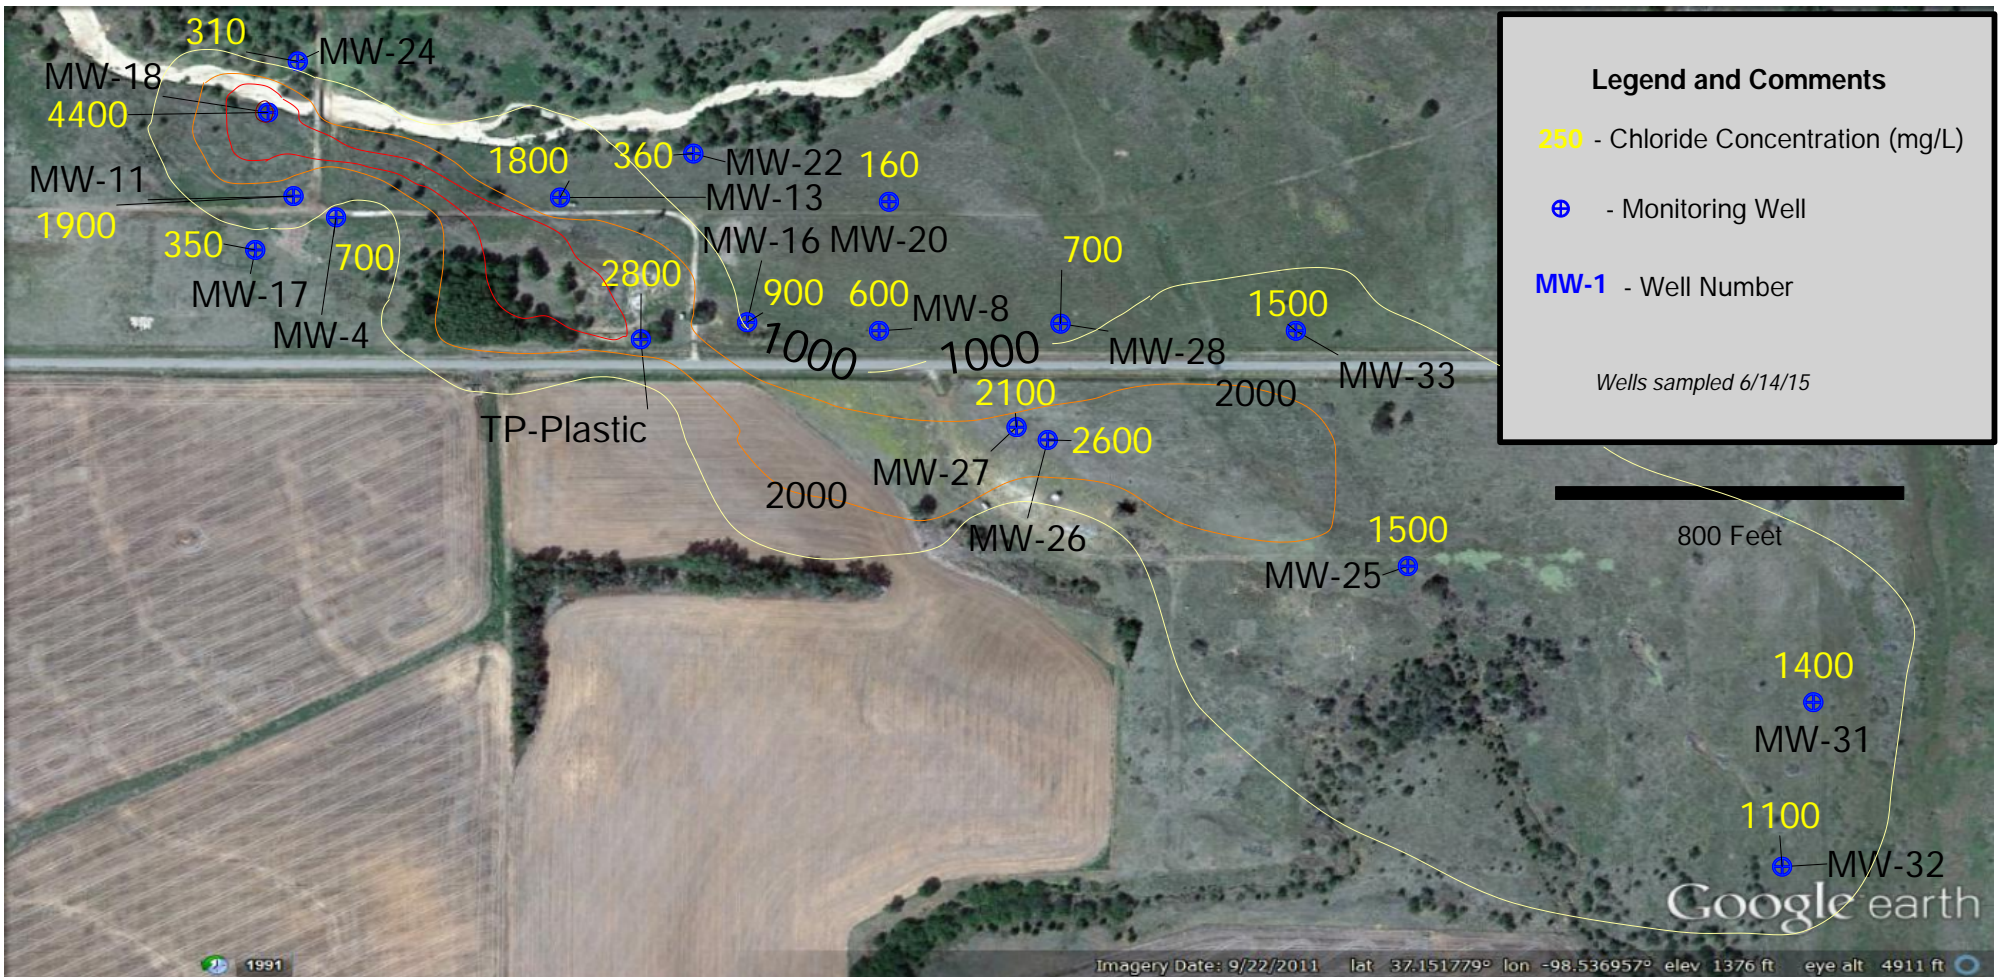 310
MW-24
MW-18
4400
MW-11
1900
350
MW-17
700
MW-4
1800
360
MW-22
160
MW-13
MW-16
MW-20
2800
900
600
MW-8
700
1500
1000
1000
MW-28
MW-33
TP-Plastic
2100
2000
2600
MW-27
2000
MW-26
1500
MW-25
1400
MW-31
1100
MW-32
Legend and Comments
250 - Chloride Concentration (mg/L)
- Monitoring Well
MW-1 - Well Number
Wells sampled 6/14/15
800 Feet
Google earth
1991
Imagery Date: 9/22/2011 lat 37.151779° lon -98.536957° elev 1376 ft eye alt 4911 ft